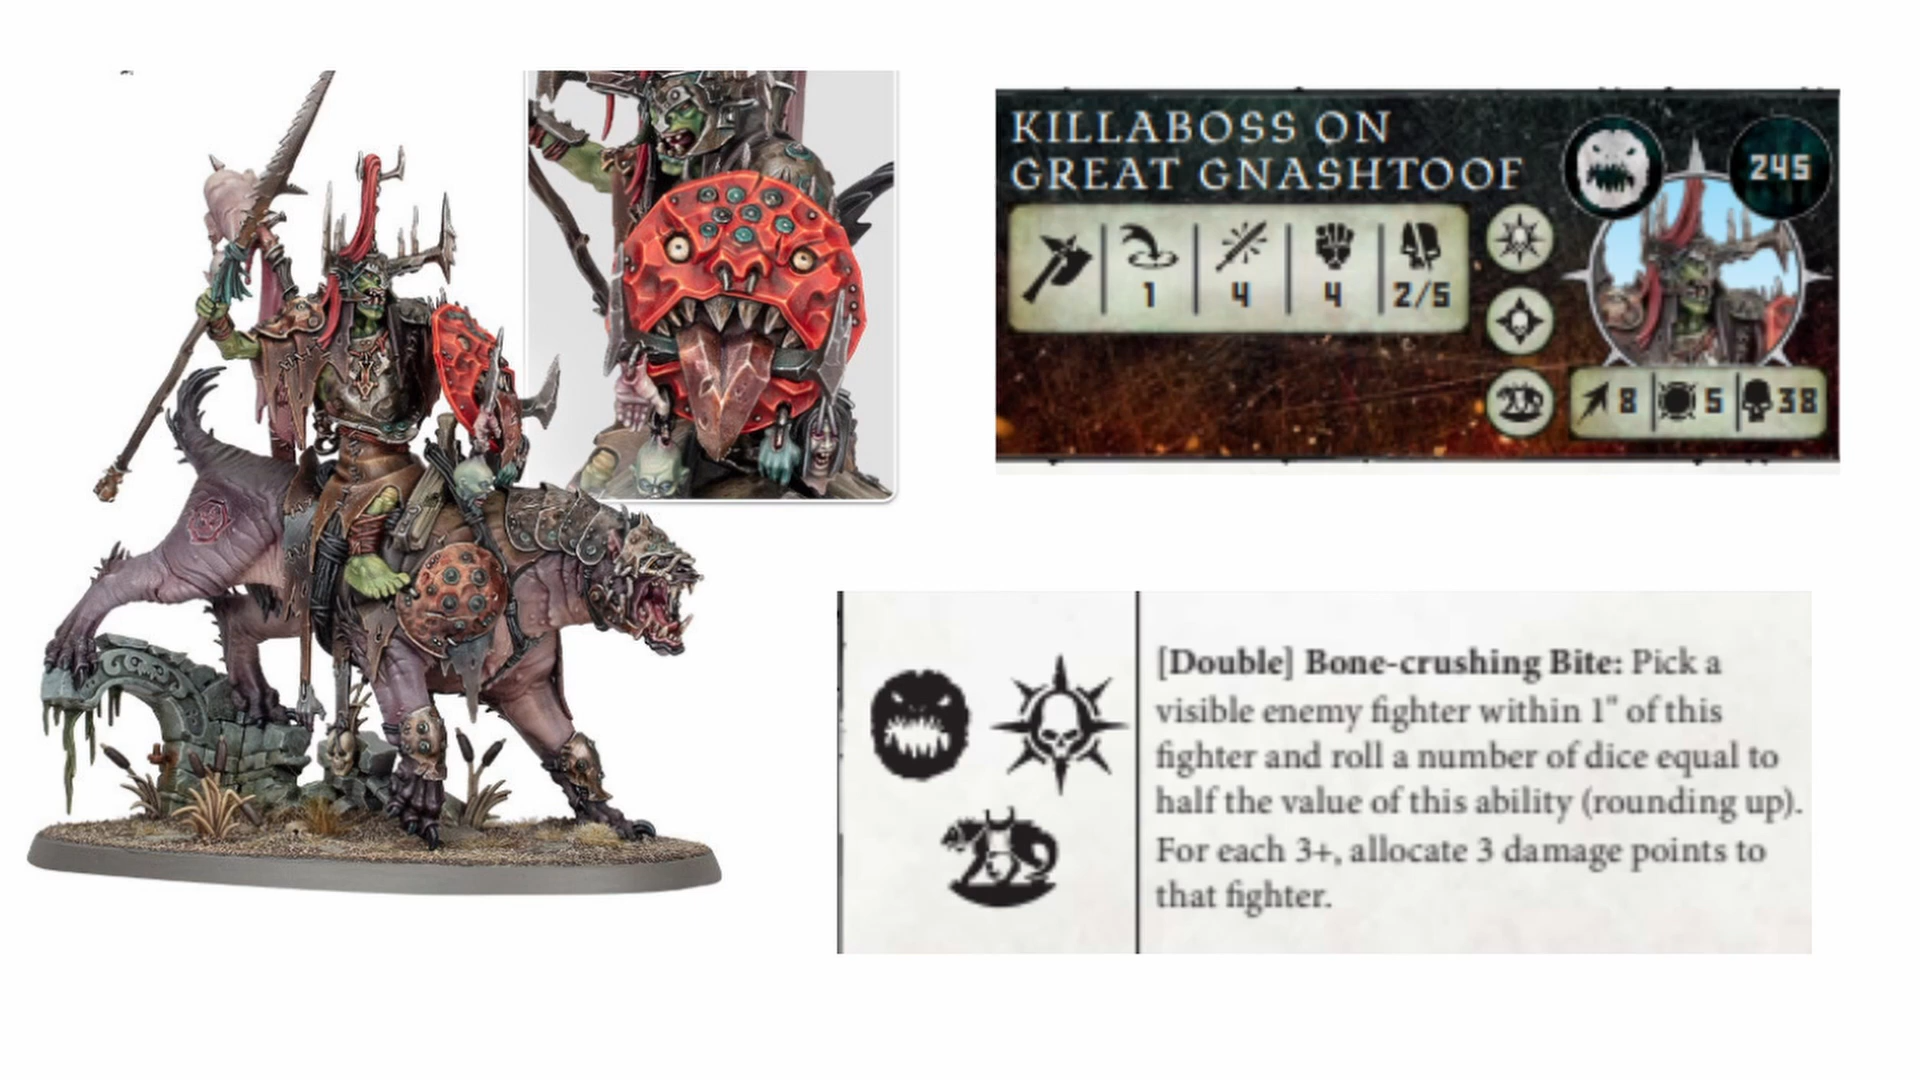 KILLABOSS ON
GREAT GNASHTOOF
245
1 4 4 2/5
8 5 38
[Double] Bone-crushing Bite: Pick a
visible enemy fighter within 1" of this
fighter and roll a number of dice equal to
half the value of this ability (rounding up).
For each 3+, allocate 3 damage points to
that fighter.